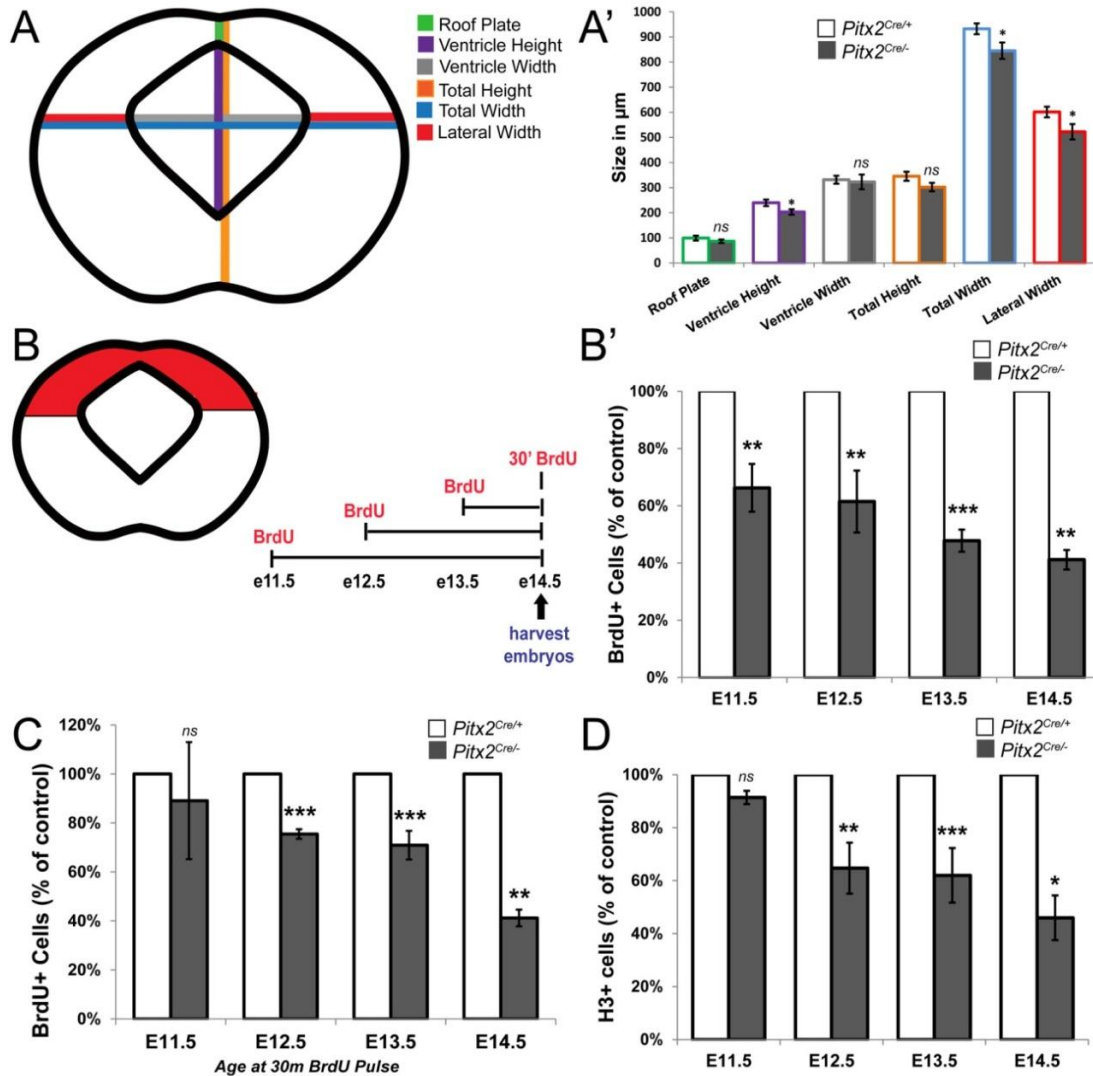 A
Roof Plate
Ventricle Height
Ventricle Width
Total Height
Total Width
Lateral Width
A'
Pitx2Cre/+
Pitx2Cre/-
Size in µm
1000
900
800
700
600
500
400
300
200
100
0
ns
*
ns
ns
*
*
Roof Plate
Ventricle Height
Ventricle Width
Total Height
Total Width
Lateral Width
B
30' BrdU
BrdU
BrdU
BrdU
e11.5
e12.5
e13.5
e14.5
harvest
embryos
B'
Pitx2Cre/+
Pitx2Cre/-
BrdU+ Cells (% of control)
100%
80%
60%
40%
20%
0%
**
**
***
**
E11.5
E12.5
E13.5
E14.5
C
Pitx2Cre/+
Pitx2Cre/-
BrdU+ Cells (% of control)
120%
100%
80%
60%
40%
20%
0%
ns
***
***
**
E11.5
E12.5
E13.5
E14.5
Age at 30m BrdU Pulse
D
Pitx2Cre/+
Pitx2Cre/-
H3+ cells (% of control)
100%
80%
60%
40%
20%
0%
ns
**
***
*
E11.5
E12.5
E13.5
E14.5